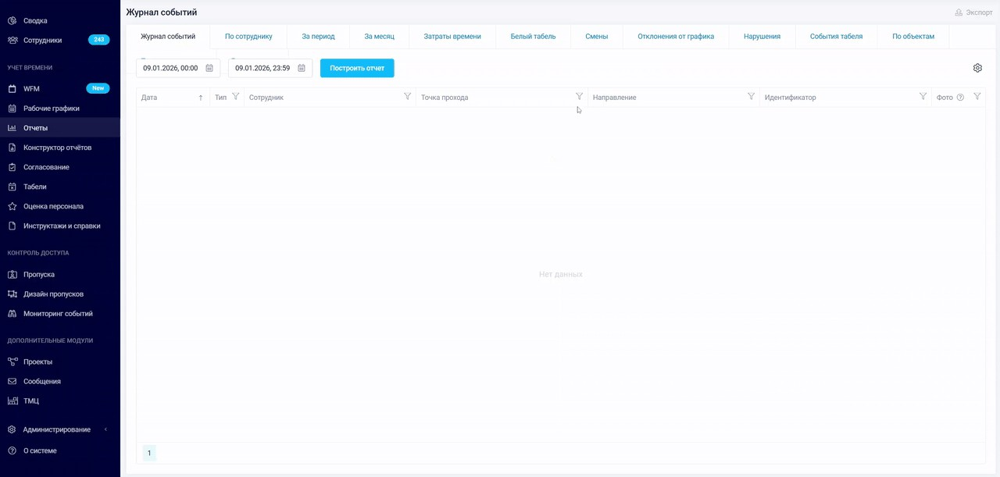 Сводка
Сотрудники 243
УЧЕТ ВРЕМЕНИ
WFM New
Рабочие графики
Отчеты
Конструктор отчётов
Согласование
Табели
Оценка персонала
Инструктажи и справки
КОНТРОЛЬ ДОСТУПА
Пропуска
Дизайн пропусков
Мониторинг событий
ДОПОЛНИТЕЛЬНЫЕ МОДУЛИ
Проекты
Сообщения
ТМЦ
Администрирование
О системе
Журнал событий
Экспорт
Журнал событий По сотруднику За период За месяц Затраты времени Белый табель Смены Отклонения от графика Нарушения События табеля По объектам
09.01.2026, 00:00 09.01.2026, 23:59 Построить отчет
Дата Тип Сотрудник Точка прохода Направление Идентификатор Фото
Нет данных
1